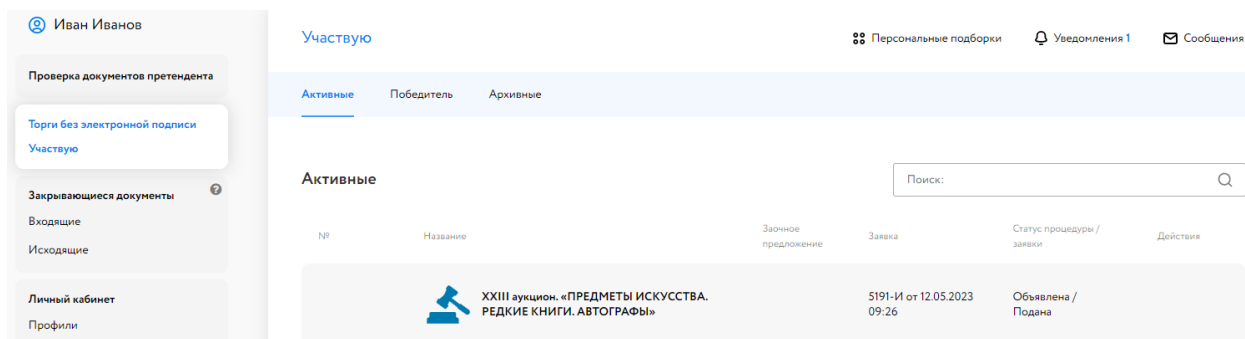 Иван Иванов
Проверка документов претендента
Торги без электронной подписи
Участвую
Закрывающиеся документы
Входящие
Исходящие
Личный кабинет
Профили
Участвую
Персональные подборки
Уведомления 1
Сообщения
Активные Победитель Архивные
Активные
Поиск:
№ Название Заочное предложение Заявка Статус процедуры / заявки Действия
XXIII аукцион. «ПРЕДМЕТЫ ИСКУССТВА.
РЕДКИЕ КНИГИ. АВТОГРАФЫ»
5191-И от 12.05.2023
09:26
Объявлена /
Подана